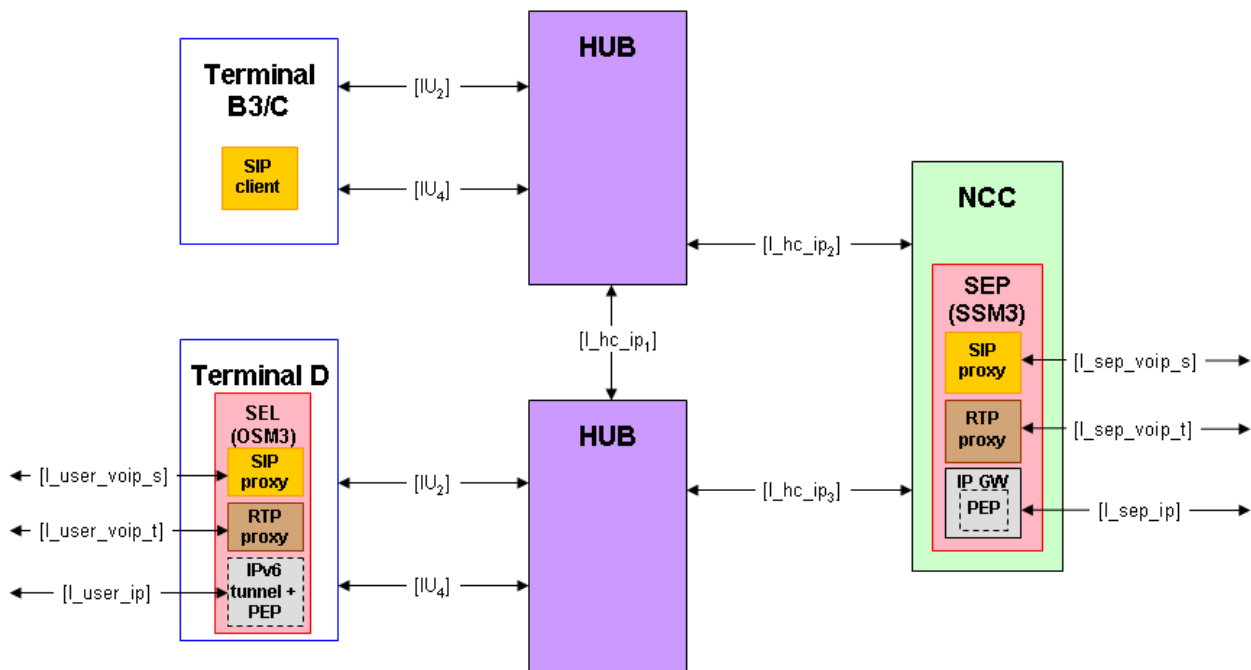 HUB
Terminal
B3/C
SIP
client
[IU2]
[IU4]
NCC
[I_hc_ip2]
SEP
(SSM3)
SIP
proxy
[I_sep_voip_s]
RTP
proxy
[I_sep_voip_t]
IP GW
PEP
[I_sep_ip]
[I_hc_ip1]
Terminal D
SEL
(OSM3)
SIP
proxy
[I_user_voip_s]
RTP
proxy
[I_user_voip_t]
IPv6
tunnel +
PEP
[I_user_ip]
[IU2]
[IU4]
HUB
[I_hc_ip3]